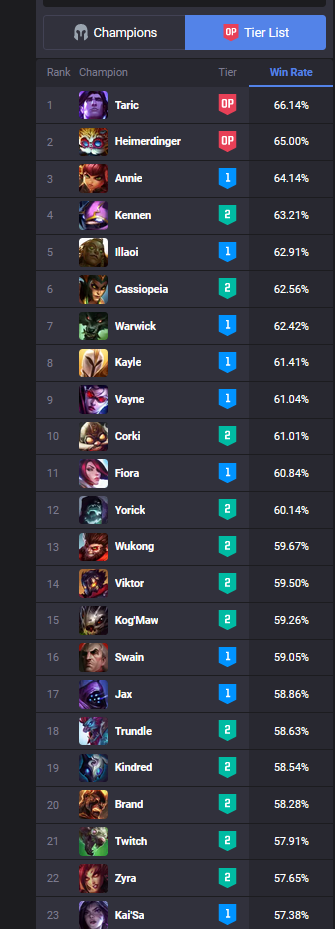 Champions OP Tier List
Rank Champion Tier Win Rate
1 Taric OP 66.14%
2 Heimerdinger OP 65.00%
3 Annie 1 64.14%
4 Kennen 2 63.21%
5 Illaoi 1 62.91%
6 Cassiopeia 2 62.56%
7 Warwick 1 62.42%
8 Kayle 1 61.41%
9 Vayne 1 61.04%
10 Corki 2 61.01%
11 Fiora 1 60.84%
12 Yorick 2 60.14%
13 Wukong 2 59.67%
14 Viktor 2 59.50%
15 Kog'Maw 2 59.26%
16 Swain 1 59.05%
17 Jax 1 58.86%
18 Trundle 2 58.63%
19 Kindred 2 58.54%
20 Brand 2 58.28%
21 Twitch 2 57.91%
22 Zyra 2 57.65%
23 Kai'Sa 1 57.38%